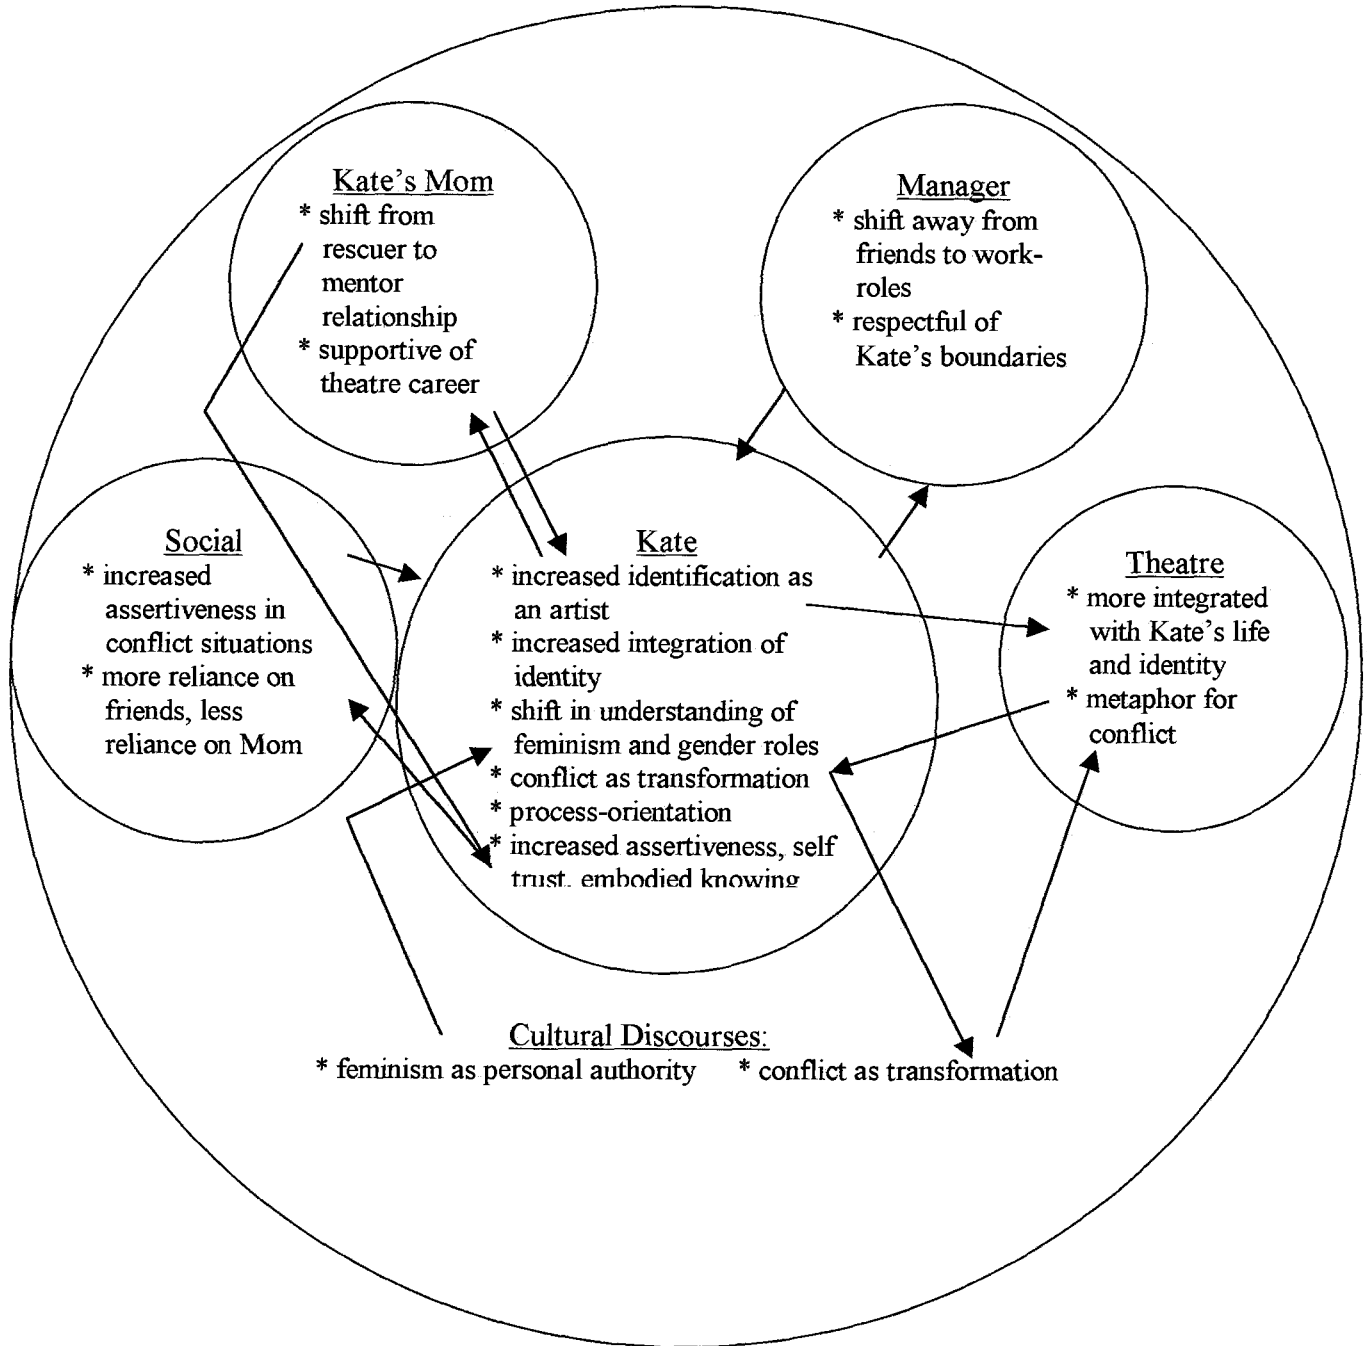 Kate's Mom
* shift from
rescuer to
mentor
relationship
* supportive of
theatre career
Manager
* shift away from
friends to work-
roles
* respectful of
Kate's boundaries
Social
* increased
assertiveness in
conflict situations
* more reliance on
friends, less
reliance on Mom
Kate
* increased identification as
an artist
* increased integration of
identity
* shift in understanding of
feminism and gender roles
* conflict as transformation
* process-orientation
* increased assertiveness, self
trust, embodied knowing
Theatre
* more integrated
with Kate's life
and identity
* metaphor for
conflict
Cultural Discourses:
* feminism as personal authority * conflict as transformation